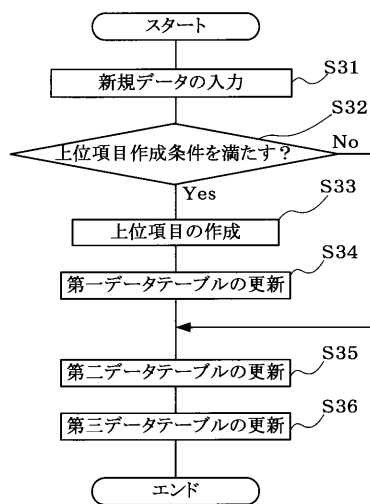 スタート
S31
新規データの入力
S32
上位項目作成条件を満たす？
No
Yes
S33
上位項目の作成
S34
第一データテーブルの更新
S35
第二データテーブルの更新
S36
第三データテーブルの更新
エンド